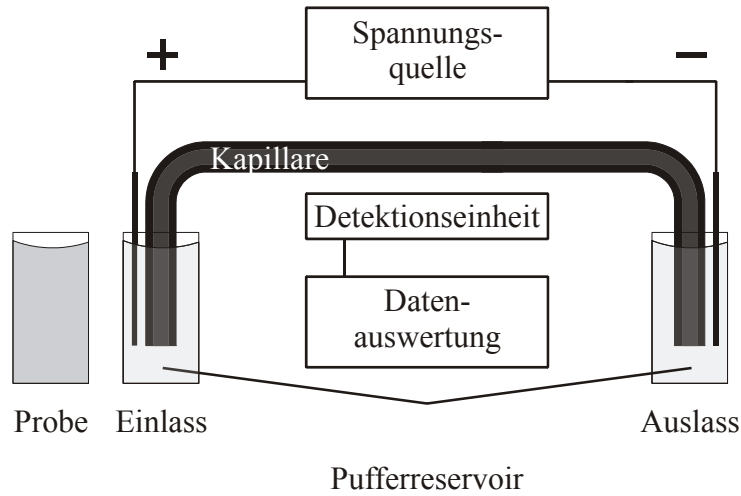 Spannungs-
quelle
+
−
Kapillare
Detektionseinheit
Daten-
auswertung
Probe
Einlass
Auslass
Pufferreservoir